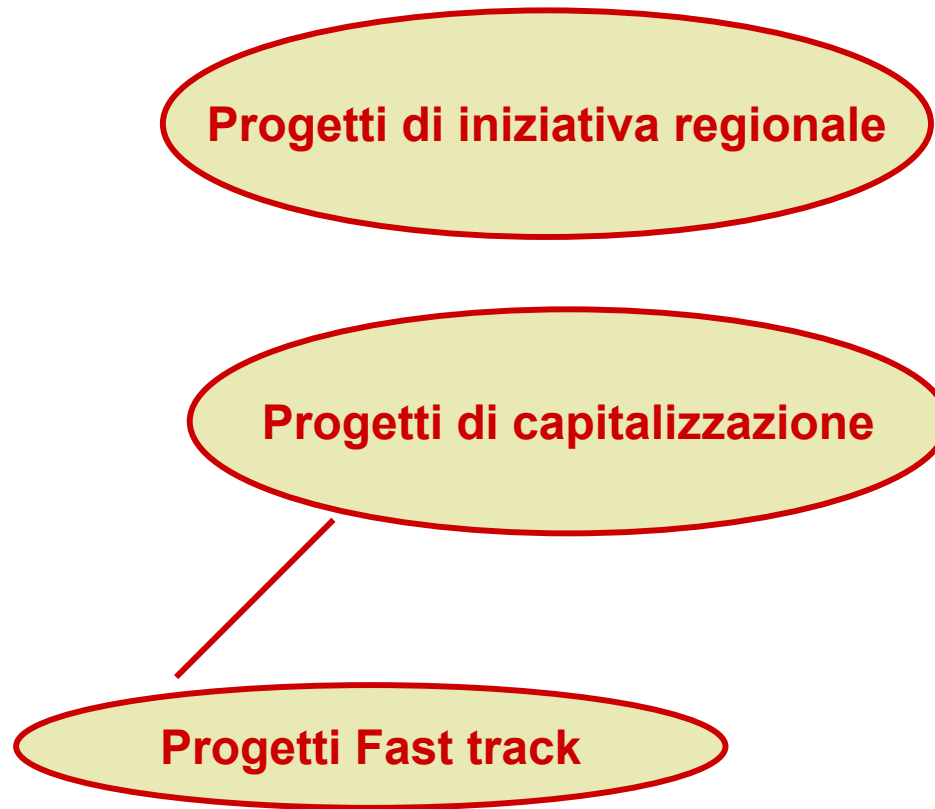 Progetti di iniziativa regionale
Progetti di capitalizzazione
Progetti Fast track